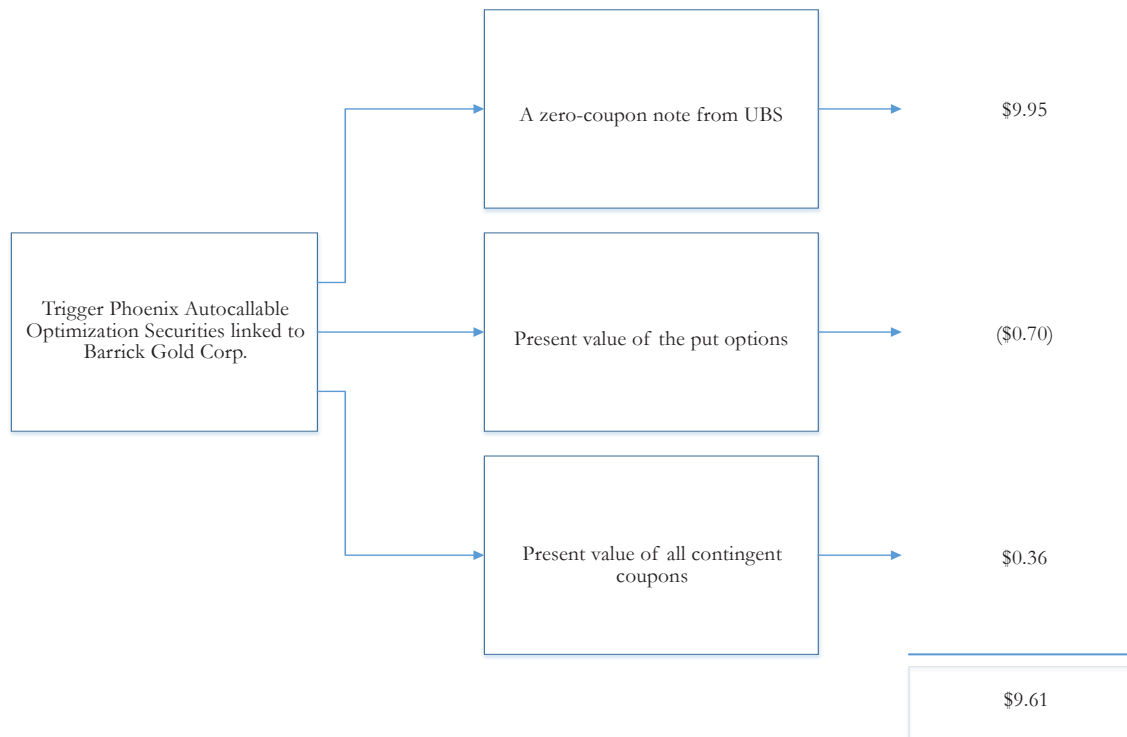 A zero-coupon note from UBS
$9.95
Trigger Phoenix Autocallable
Optimization Securities linked to
Barrick Gold Corp.
Present value of the put options
($0.70)
Present value of all contingent
coupons
$0.36
$9.61